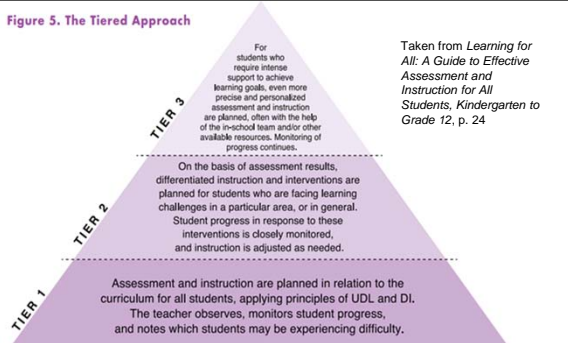 Figure 5. The Tiered Approach
For
students who
require intense
support to achieve
learning goals, even more
precise and personalized
assessment and instruction
are planned, often with the help
of the in-school team and/or other
available resources. Monitoring of
progress continues.
TIER 3
Taken from Learning for
All: A Guide to Effective
Assessment and
Instruction for All
Students, Kindergarten to
Grade 12, p. 24
On the basis of assessment results,
differentiated instruction and interventions are
planned for students who are facing learning
challenges in a particular area, or in general.
Student progress in response to these
interventions is closely monitored,
and instruction is adjusted as needed.
TIER 2
Assessment and instruction are planned in relation to the
curriculum for all students, applying principles of UDL and DI.
The teacher observes, monitors student progress,
and notes which students may be experiencing difficulty.
TIER 1